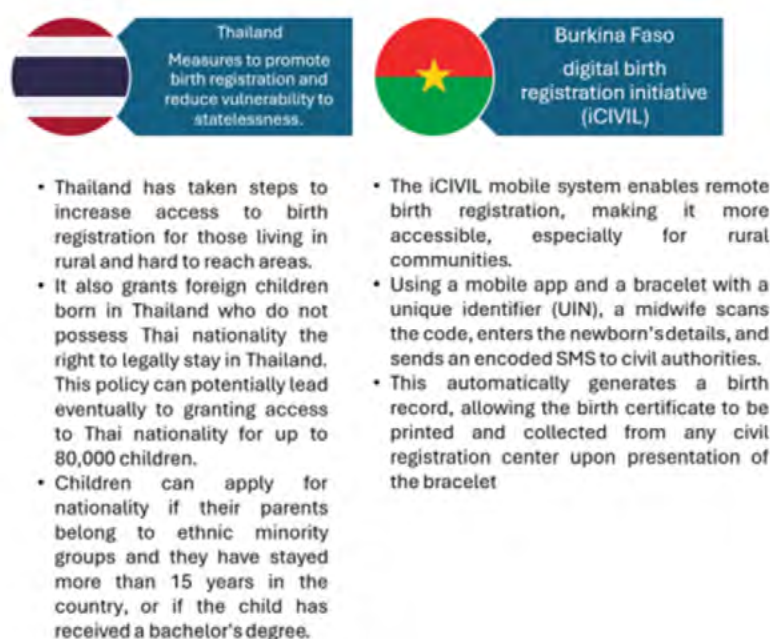 Thailand
Measures to promote
birth registration and
reduce vulnerability to
statelessness.
• Thailand has taken steps to
increase access to birth
registration for those living in
rural and hard to reach areas.
• It also grants foreign children
born in Thailand who do not
possess Thai nationality the
right to legally stay in Thailand.
This policy can potentially lead
eventually to granting access
to Thai nationality for up to
80,000 children.
• Children can apply for
nationality if their parents
belong to ethnic minority
groups and they have stayed
more than 15 years in the
country, or if the child has
received a bachelor's degree.
Burkina Faso
digital birth
registration initiative
(iCIVIL)
• The iCIVIL mobile system enables remote
birth registration, making it more
accessible, especially for rural
communities.
• Using a mobile app and a bracelet with a
unique identifier (UIN), a midwife scans
the code, enters the newborn's details, and
sends an encoded SMS to civil authorities.
• This automatically generates a birth
record, allowing the birth certificate to be
printed and collected from any civil
registration center upon presentation of
the bracelet